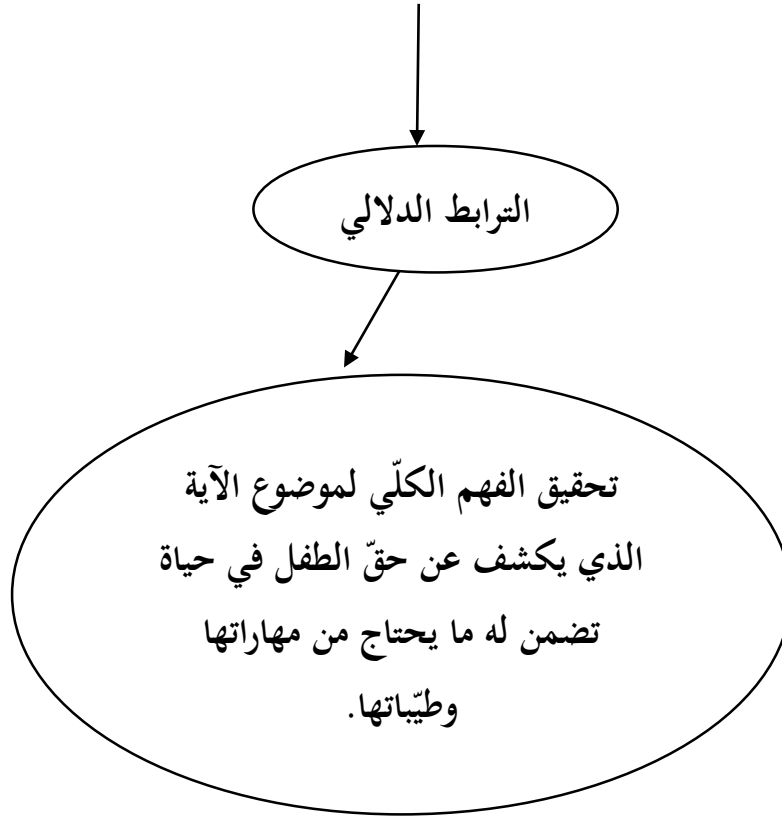 الترابط الدلالي
تحقيق الفهم الكلّي لموضوع الآية
الذي يكشف عن حقّ الطفل في حياة
تضمن له ما يحتاج من مهاراتها
وطيّباتها.